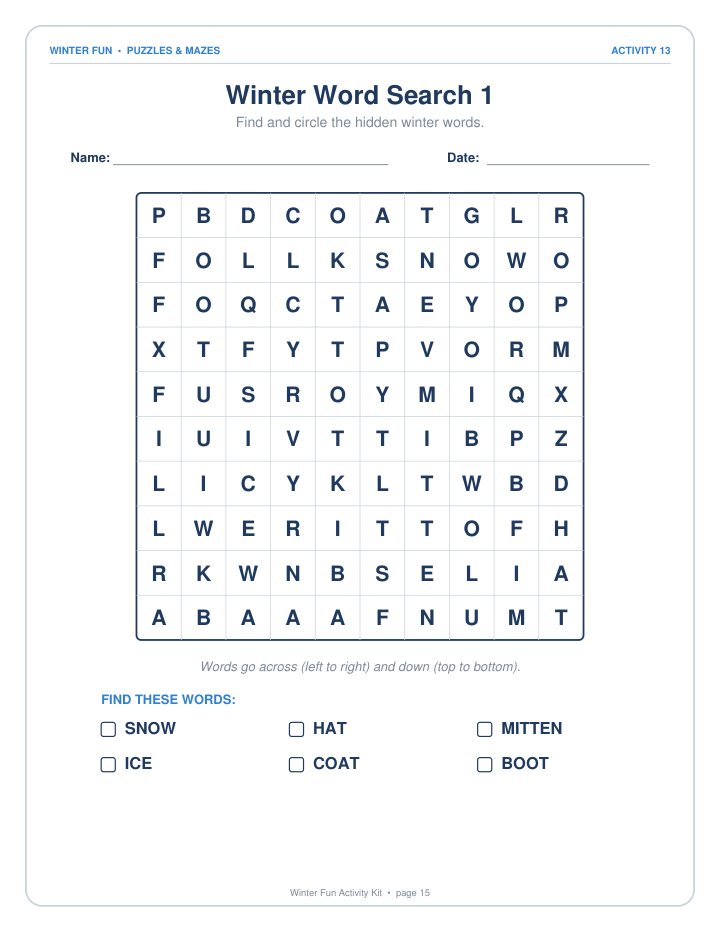 WINTER FUN • PUZZLES & MAZES ACTIVITY 13
Winter Word Search 1
Find and circle the hidden winter words.
Name: Date:
P B D C O A T G L R
F O L L K S N O W O
F O Q C T A E Y O P
X T F Y T P V O R M
F U S R O Y M I Q X
I U I V T T I B P Z
L I C Y K L T W B D
L W E R I T T O F H
R K W N B S E L I A
A B A A A F N U M T
Words go across (left to right) and down (top to bottom).
FIND THESE WORDS:
SNOW HAT MITTEN
ICE COAT BOOT
Winter Fun Activity Kit • page 15